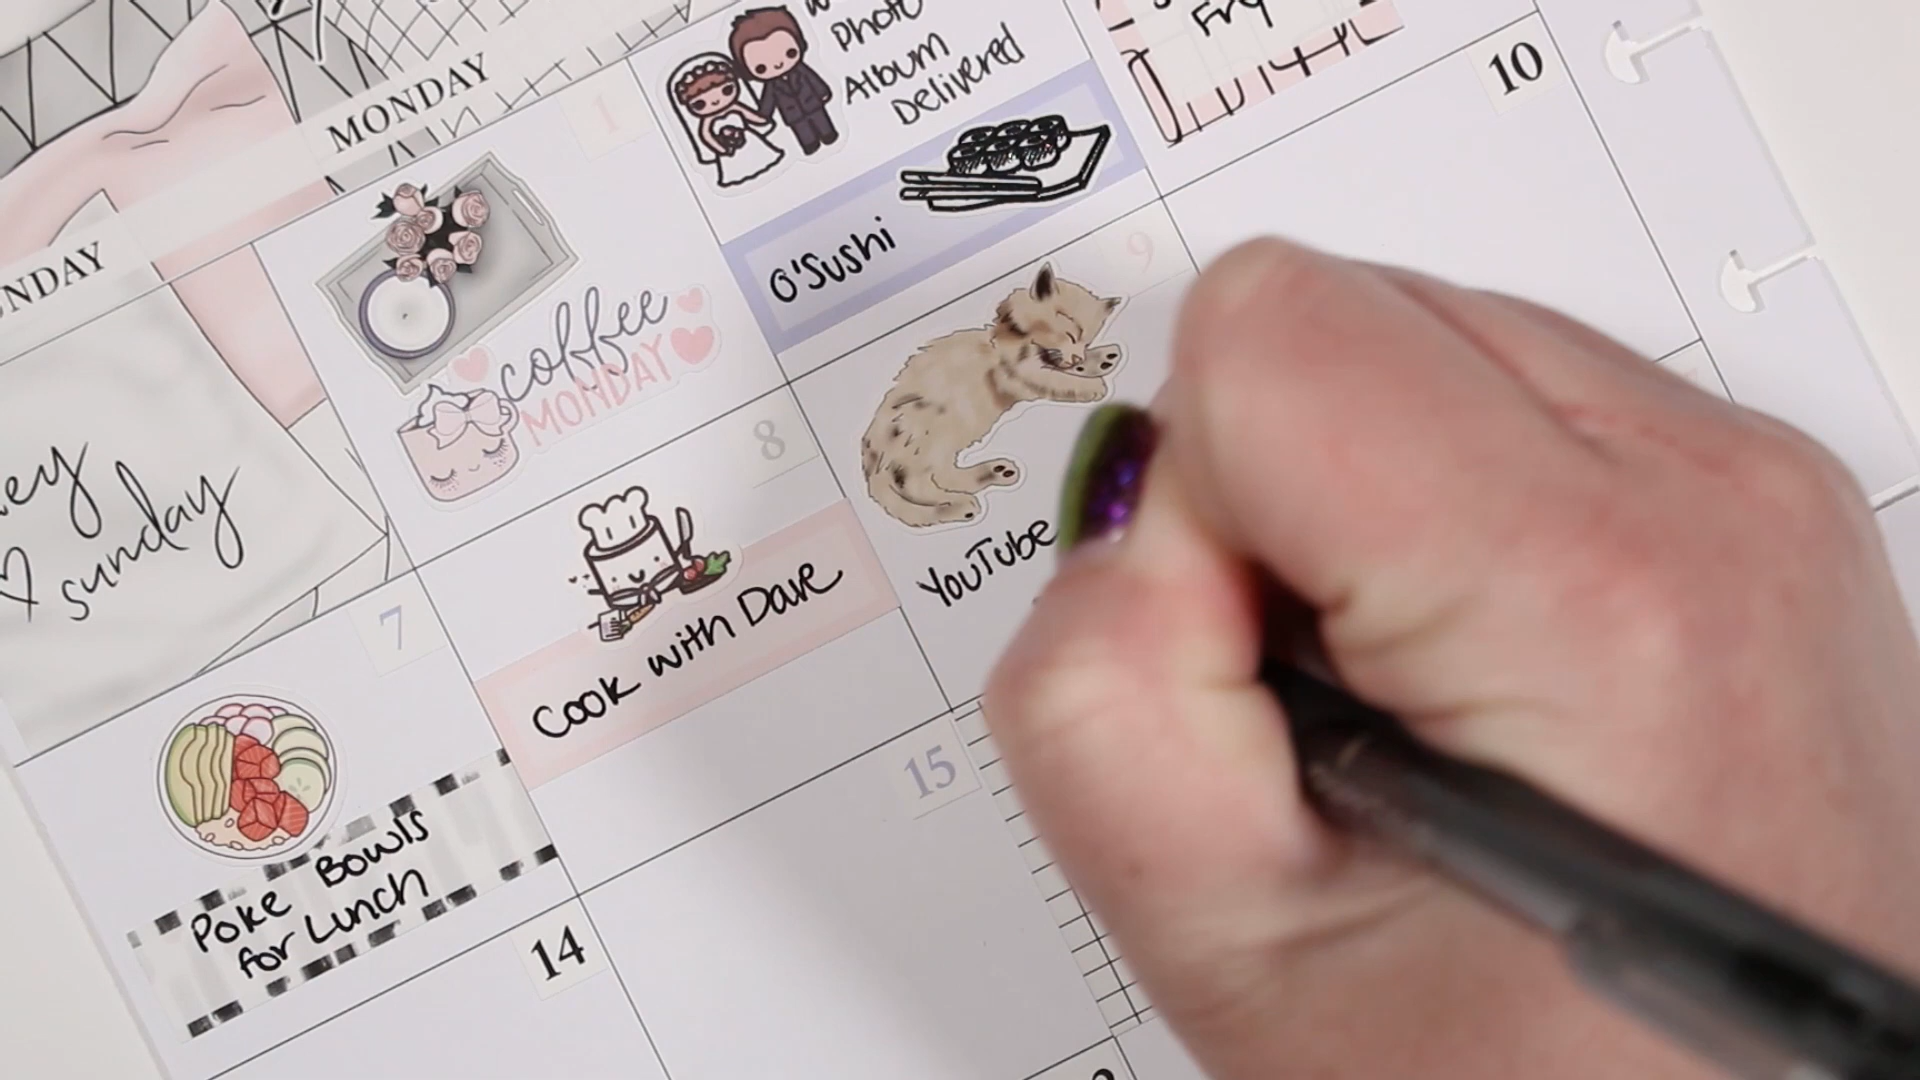 MONDAY
1
coffee
MONDAY
Photo
Album
Delivered
O'Sushi
Fry
10
ey
sunday
7
Poke Bowls
for Lunch
8
Cook with Dave
9
YouTube
14
15